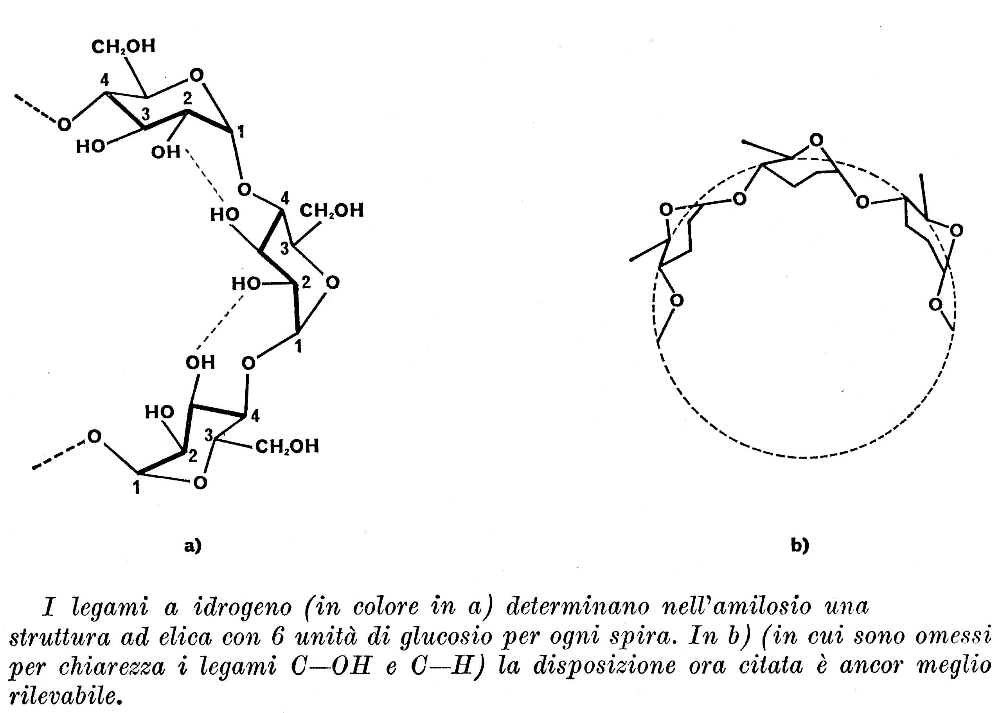 CH₂OH
O
4
2
3
1
O
HO
OH
O
4
CH₂OH
HO
3
HO
2
O
1
OH
O
HO
4
O
3
CH₂OH
2
O
1
O
O
O
O
O
O
O
a)
b)
I legami a idrogeno (in colore in a) determinano nell'amilosio una
struttura ad elica con 6 unità di glucosio per ogni spira. In b) (in cui sono omessi
per chiarezza i legami C—OH e C—H) la disposizione ora citata è ancor meglio
rilevabile.